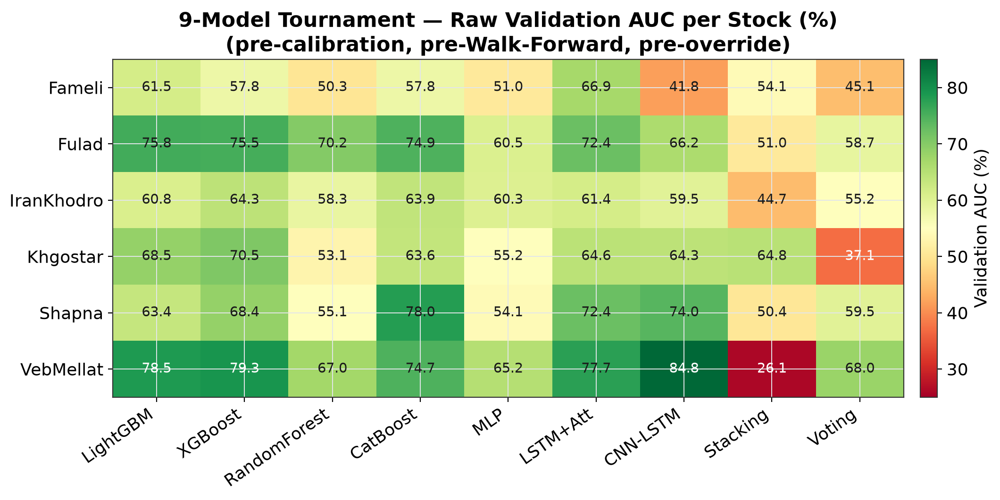 9-Model Tournament — Raw Validation AUC per Stock (%)
(pre-calibration, pre-Walk-Forward, pre-override)
Fameli 61.5 57.8 50.3 57.8 51.0 66.9 41.8 54.1 45.1
Fulad 75.8 75.5 70.2 74.9 60.5 72.4 66.2 51.0 58.7
IranKhodro 60.8 64.3 58.3 63.9 60.3 61.4 59.5 44.7 55.2
Khgostar 68.5 70.5 53.1 63.6 55.2 64.6 64.3 64.8 37.1
Shapna 63.4 68.4 55.1 78.0 54.1 72.4 74.0 50.4 59.5
VebMellat 78.5 79.3 67.0 74.7 65.2 77.7 84.8 26.1 68.0
LightGBM XGBoost RandomForest CatBoost MLP LSTM+Att CNN-LSTM Stacking Voting
80
70
60
50
40
30
Validation AUC (%)